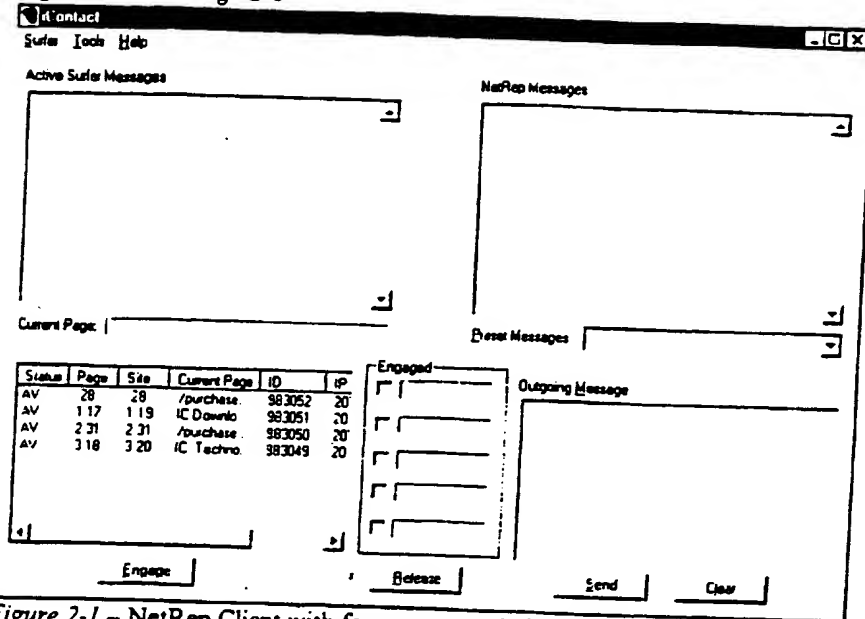 iContact
Surfer Tools Help
Active Surfer Messages
NetRep Messages
Current Page:
Preset Messages
Status Page Site Current Page ID IP
AV 28 28 /purchase. 983052 20
AV 1 17 1 19 IC Downlo 983051 20
AV 2 31 2 31 /purchase. 983050 20
AV 3 18 3 20 IC Techno. 983049 20
Engaged
Outgoing Message
Engage
Release
Send
Clear
Figure 2-1 – NetRep Client with